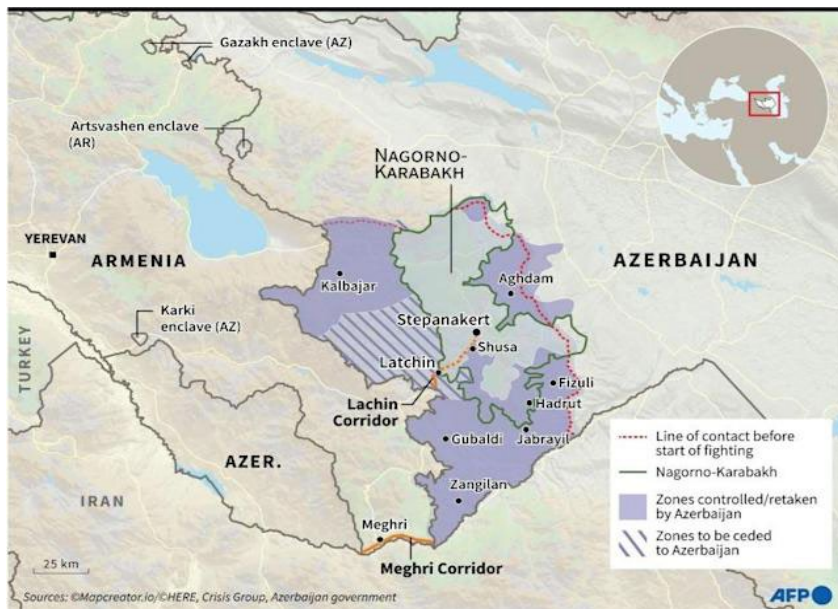 Gazakh enclave (AZ)
Artsvashen enclave
(AR)
NAGORNO-
KARABAKH
YEREVAN
ARMENIA
AZERBAIJAN
Kalbajar
Aghdam
Karki
enclave (AZ)
Stepanakert
Shusa
TURKEY
Latchin
Fizuli
Lachin
Corridor
Hadrut
Gubaldi
Jabrayil
AZER.
IRAN
Zangilan
Meghri
Meghri Corridor
25 km
Line of contact before
start of fighting
Nagorno-Karabakh
Zones controlled/retaken
by Azerbaijan
Zones to be ceded
to Azerbaijan
Sources: ©Mapcreator.io/©HERE, Crisis Group, Azerbaijan government
AFP